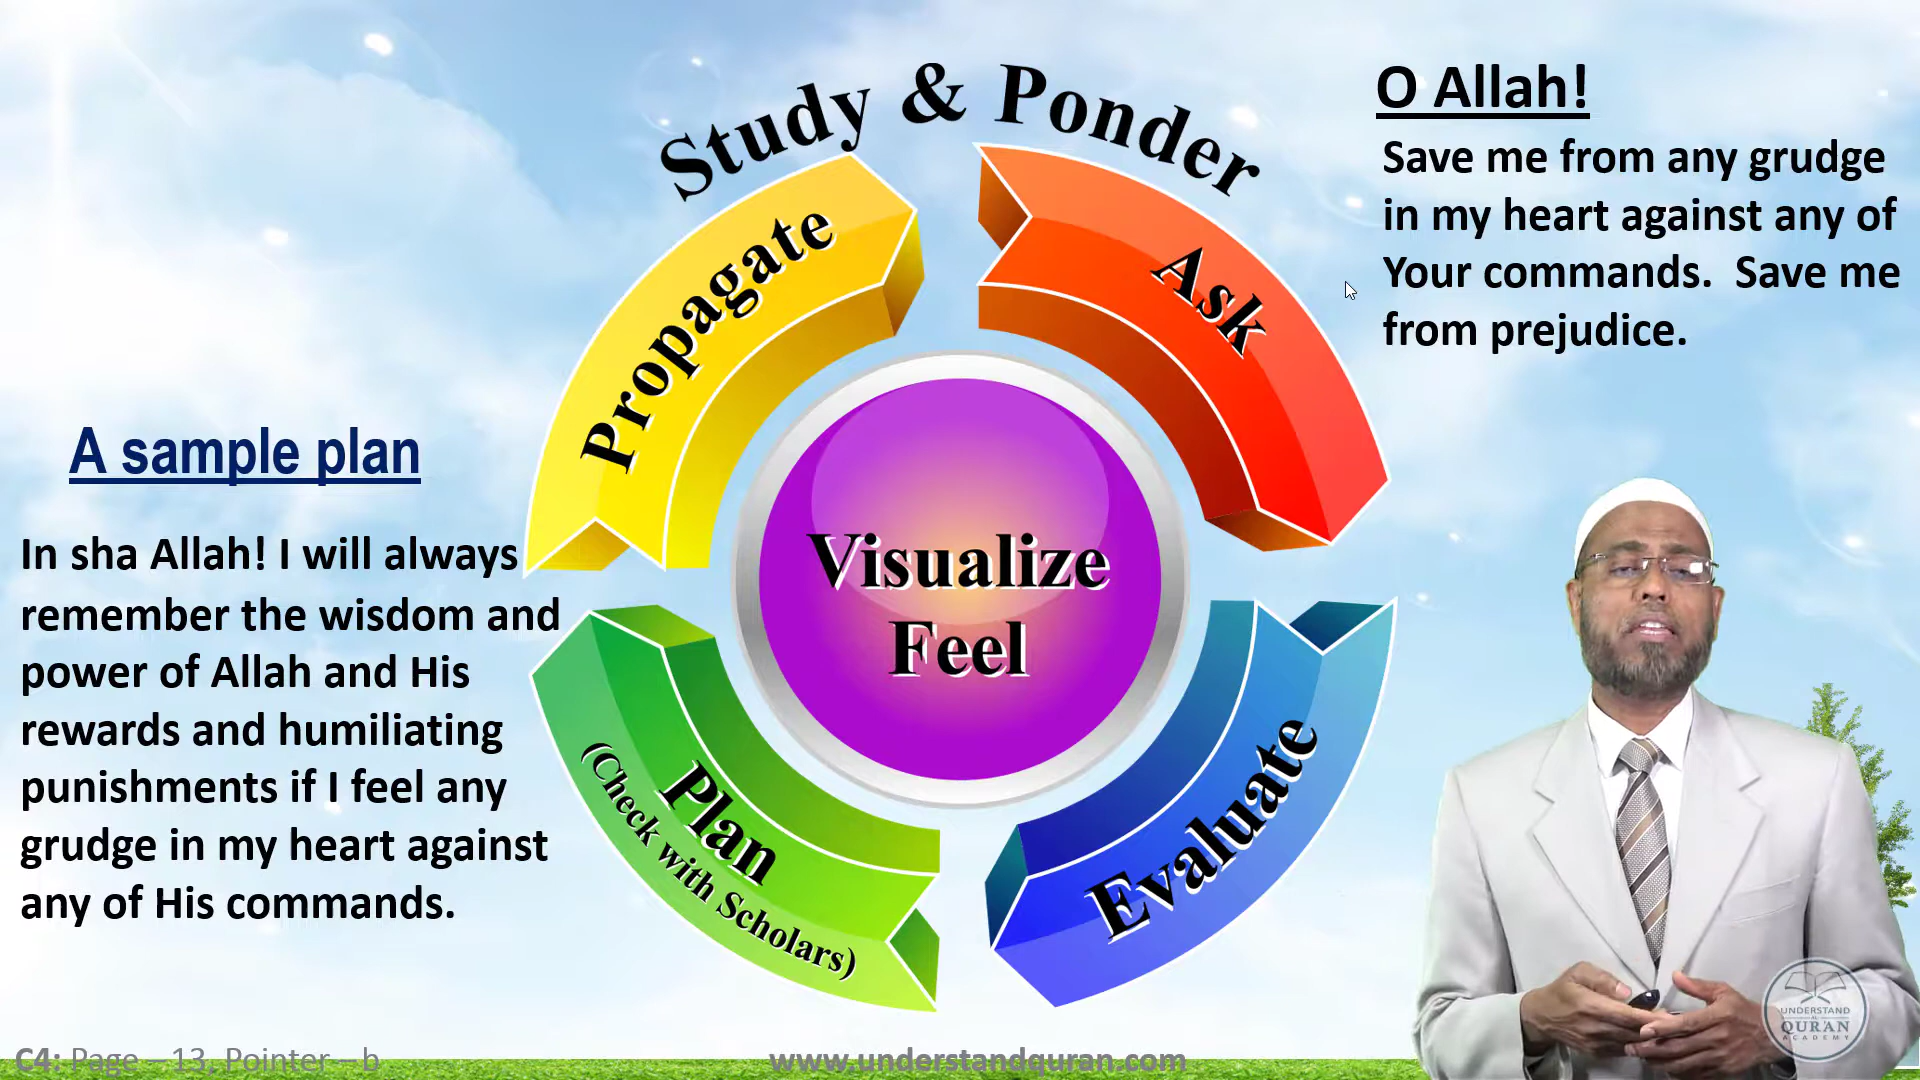 Study & Ponder
Propagate
Ask
Visualize
Feel
Plan
(Check with Scholars)
Evaluate
O Allah!
Save me from any grudge
in my heart against any of
Your commands.  Save me
from prejudice.
A sample plan
In sha Allah! I will always
remember the wisdom and
power of Allah and His
rewards and humiliating
punishments if I feel any
grudge in my heart against
any of His commands.
UNDERSTAND
QURAN
ACADEMY
C4: Page – 13, Pointer – b
www.understandquran.com